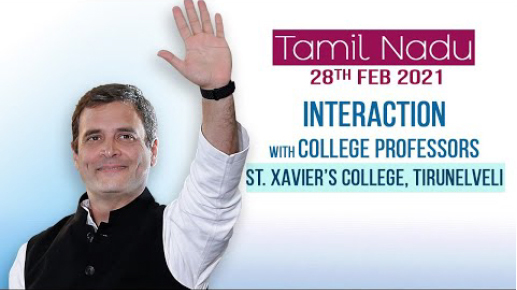 Tamil Nadu
28TH FEB 2021
INTERACTION
WITH COLLEGE PROFESSORS
ST. XAVIER'S COLLEGE, TIRUNELVELI